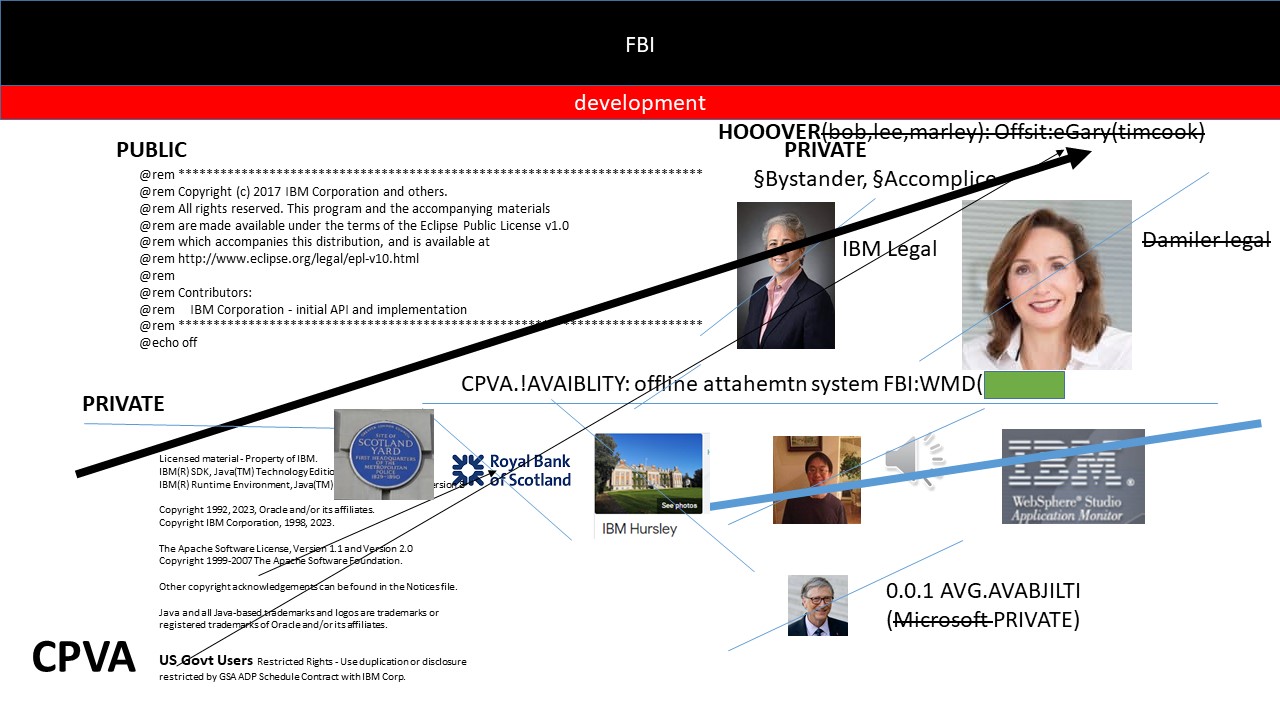 FBI
development
HOOOVER(bob,lee,marley): Offsit:eGary(timcook)
PUBLIC
PRIVATE
@rem ***************************************************************************
@rem Copyright (c) 2017 IBM Corporation and others.
@rem All rights reserved. This program and the accompanying materials
@rem are made available under the terms of the Eclipse Public License v1.0
@rem which accompanies this distribution, and is available at
@rem http://www.eclipse.org/legal/epl-v10.html
@rem
@rem Contributors:
@rem IBM Corporation - initial API and implementation
@rem ***************************************************************************
@echo off
§Bystander, §Accomplice
IBM Legal
Damiler legal
CPVA.!AVAIBLITY: offline attahemtn system FBI:WMD(
PRIVATE
Licensed material - Property of IBM.
IBM(R) SDK, Java(TM) Technology Editio
IBM(R) Runtime Environment, Java(TM)
Copyright 1992, 2023, Oracle and/or its affiliates.
Copyright IBM Corporation, 1998, 2023.
The Apache Software License, Version 1.1 and Version 2.0
Copyright 1999-2007 The Apache Software Foundation.
Other copyright acknowledgements can be found in the Notices file.
Java and all Java-based trademarks and logos are trademarks or
registered trademarks of Oracle and/or its affiliates.
SITE OF
SCOTLAND
YARD
FIRST HEADQUARTERS
OF THE
METROPOLITAN
POLICE
1829-1890
Royal Bank
of Scotland
See photos
IBM Hursley
IBM®
WebSphere® Studio
Application Monitor
0.0.1 AVG.AVABJILTI
(Microsoft PRIVATE)
CPVA
US Govt Users Restricted Rights - Use duplication or disclosure
restricted by GSA ADP Schedule Contract with IBM Corp.